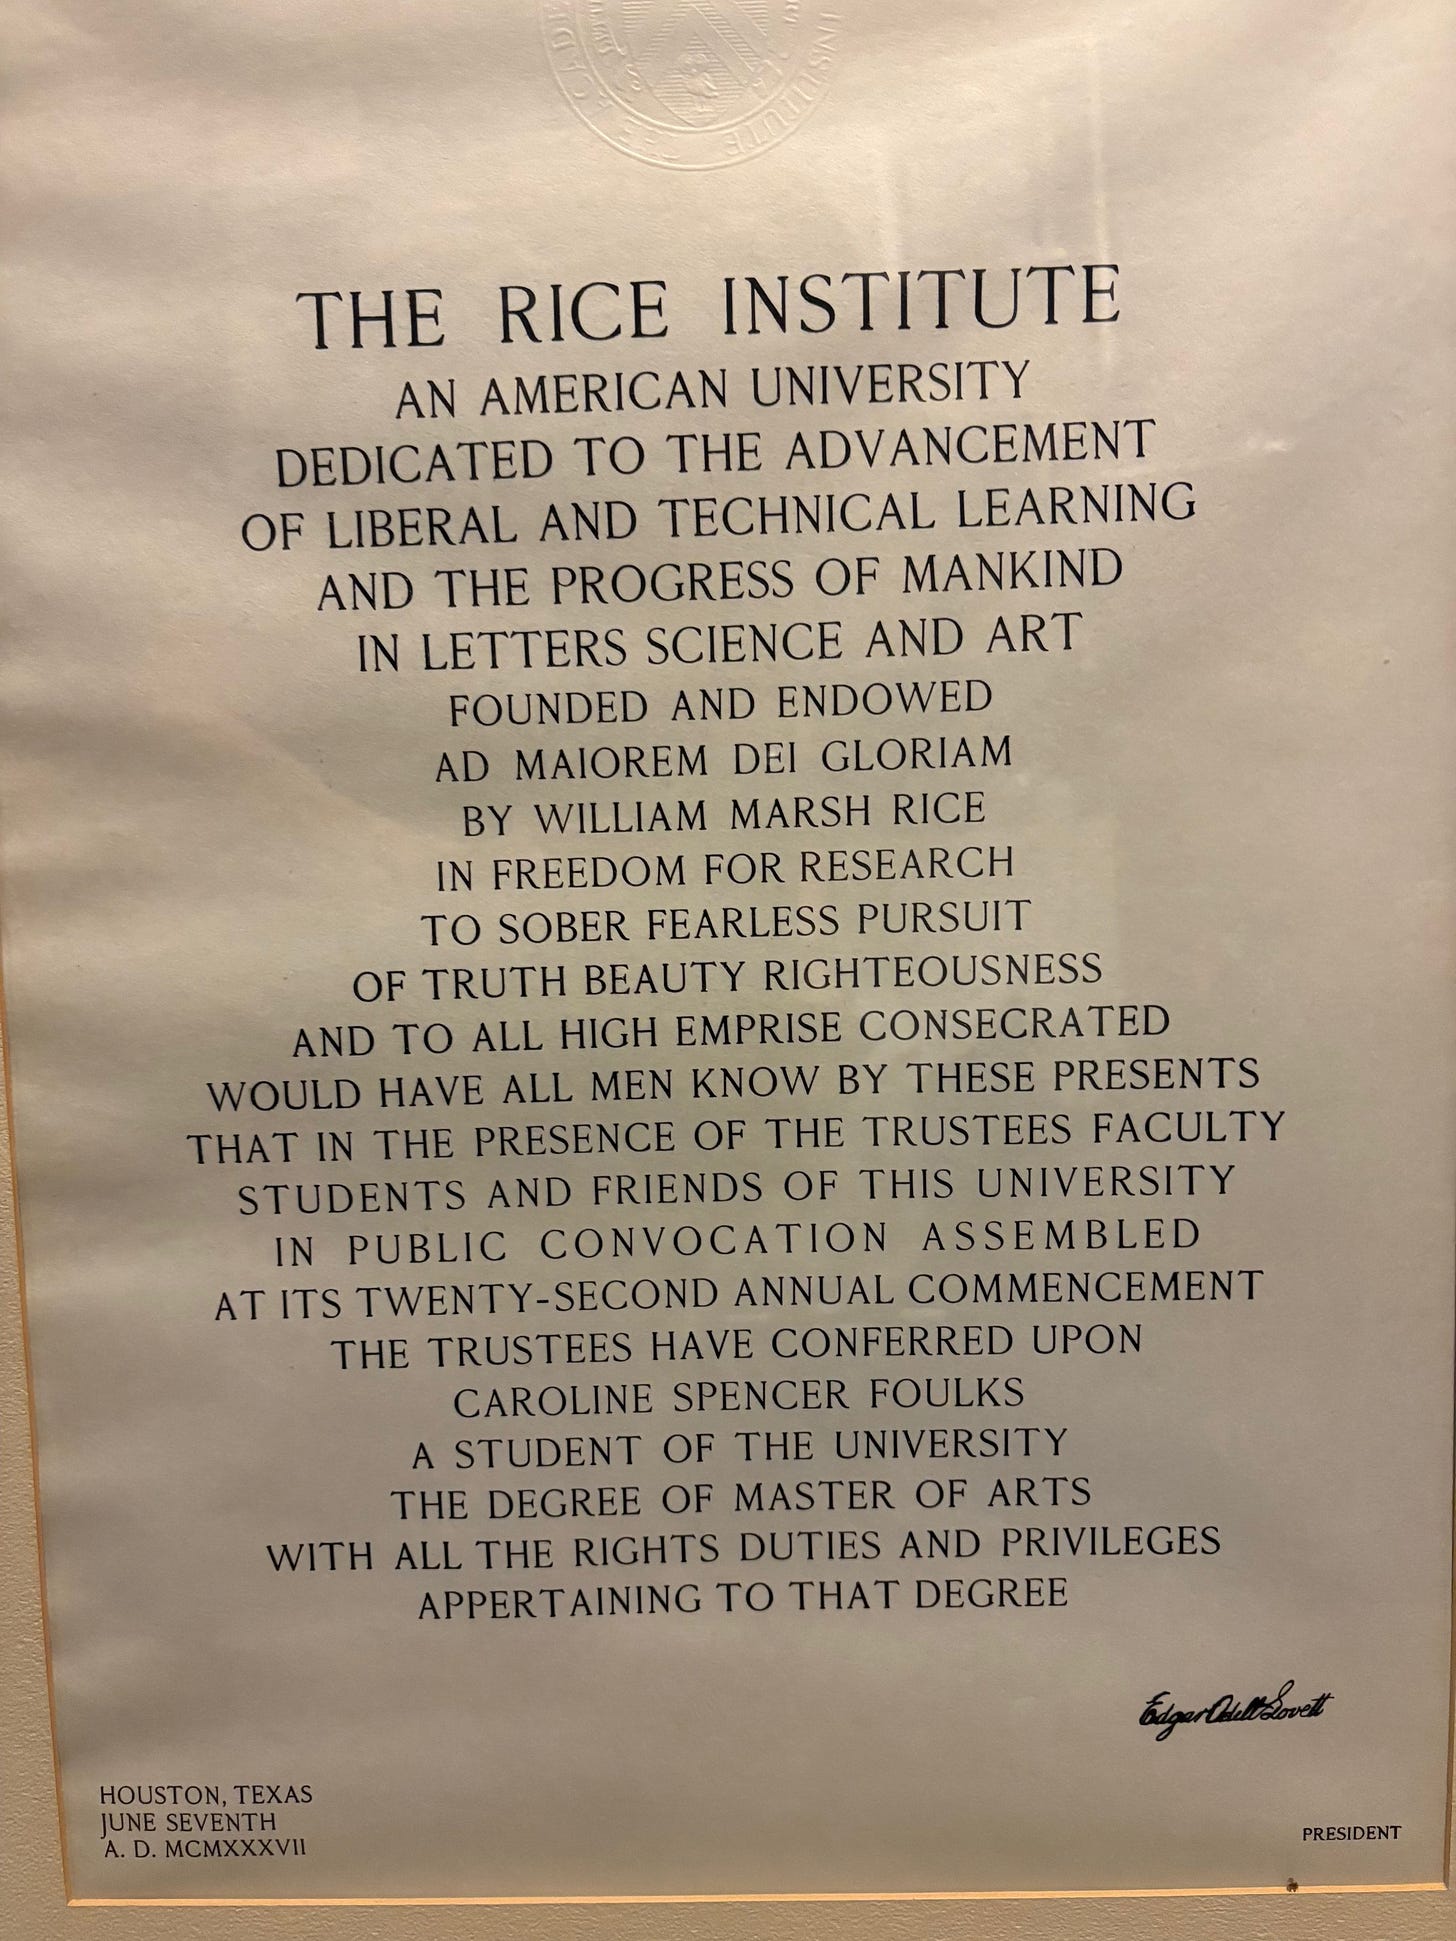 INSTITUTE
THE RICE INSTITUTE
AN AMERICAN UNIVERSITY
DEDICATED TO THE ADVANCEMENT
OF LIBERAL AND TECHNICAL LEARNING
AND THE PROGRESS OF MANKIND
IN LETTERS SCIENCE AND ART
FOUNDED AND ENDOWED
AD MAIOREM DEI GLORIAM
BY WILLIAM MARSH RICE
IN FREEDOM FOR RESEARCH
TO SOBER FEARLESS PURSUIT
OF TRUTH BEAUTY RIGHTEOUSNESS
AND TO ALL HIGH EMPRISE CONSECRATED
WOULD HAVE ALL MEN KNOW BY THESE PRESENTS
THAT IN THE PRESENCE OF THE TRUSTEES FACULTY
STUDENTS AND FRIENDS OF THIS UNIVERSITY
IN PUBLIC CONVOCATION ASSEMBLED
AT ITS TWENTY-SECOND ANNUAL COMMENCEMENT
THE TRUSTEES HAVE CONFERRED UPON
CAROLINE SPENCER FOULKS
A STUDENT OF THE UNIVERSITY
THE DEGREE OF MASTER OF ARTS
WITH ALL THE RIGHTS DUTIES AND PRIVILEGES
APPERTAINING TO THAT DEGREE
Edgar Odell Lovett
PRESIDENT
HOUSTON, TEXAS
JUNE SEVENTH
A. D. MCMXXXVII